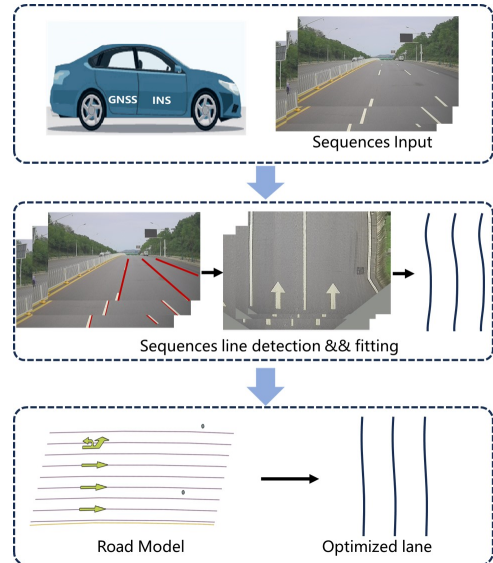 GNSS INS
Sequences Input
Sequences line detection && fitting
Road Model
Optimized lane